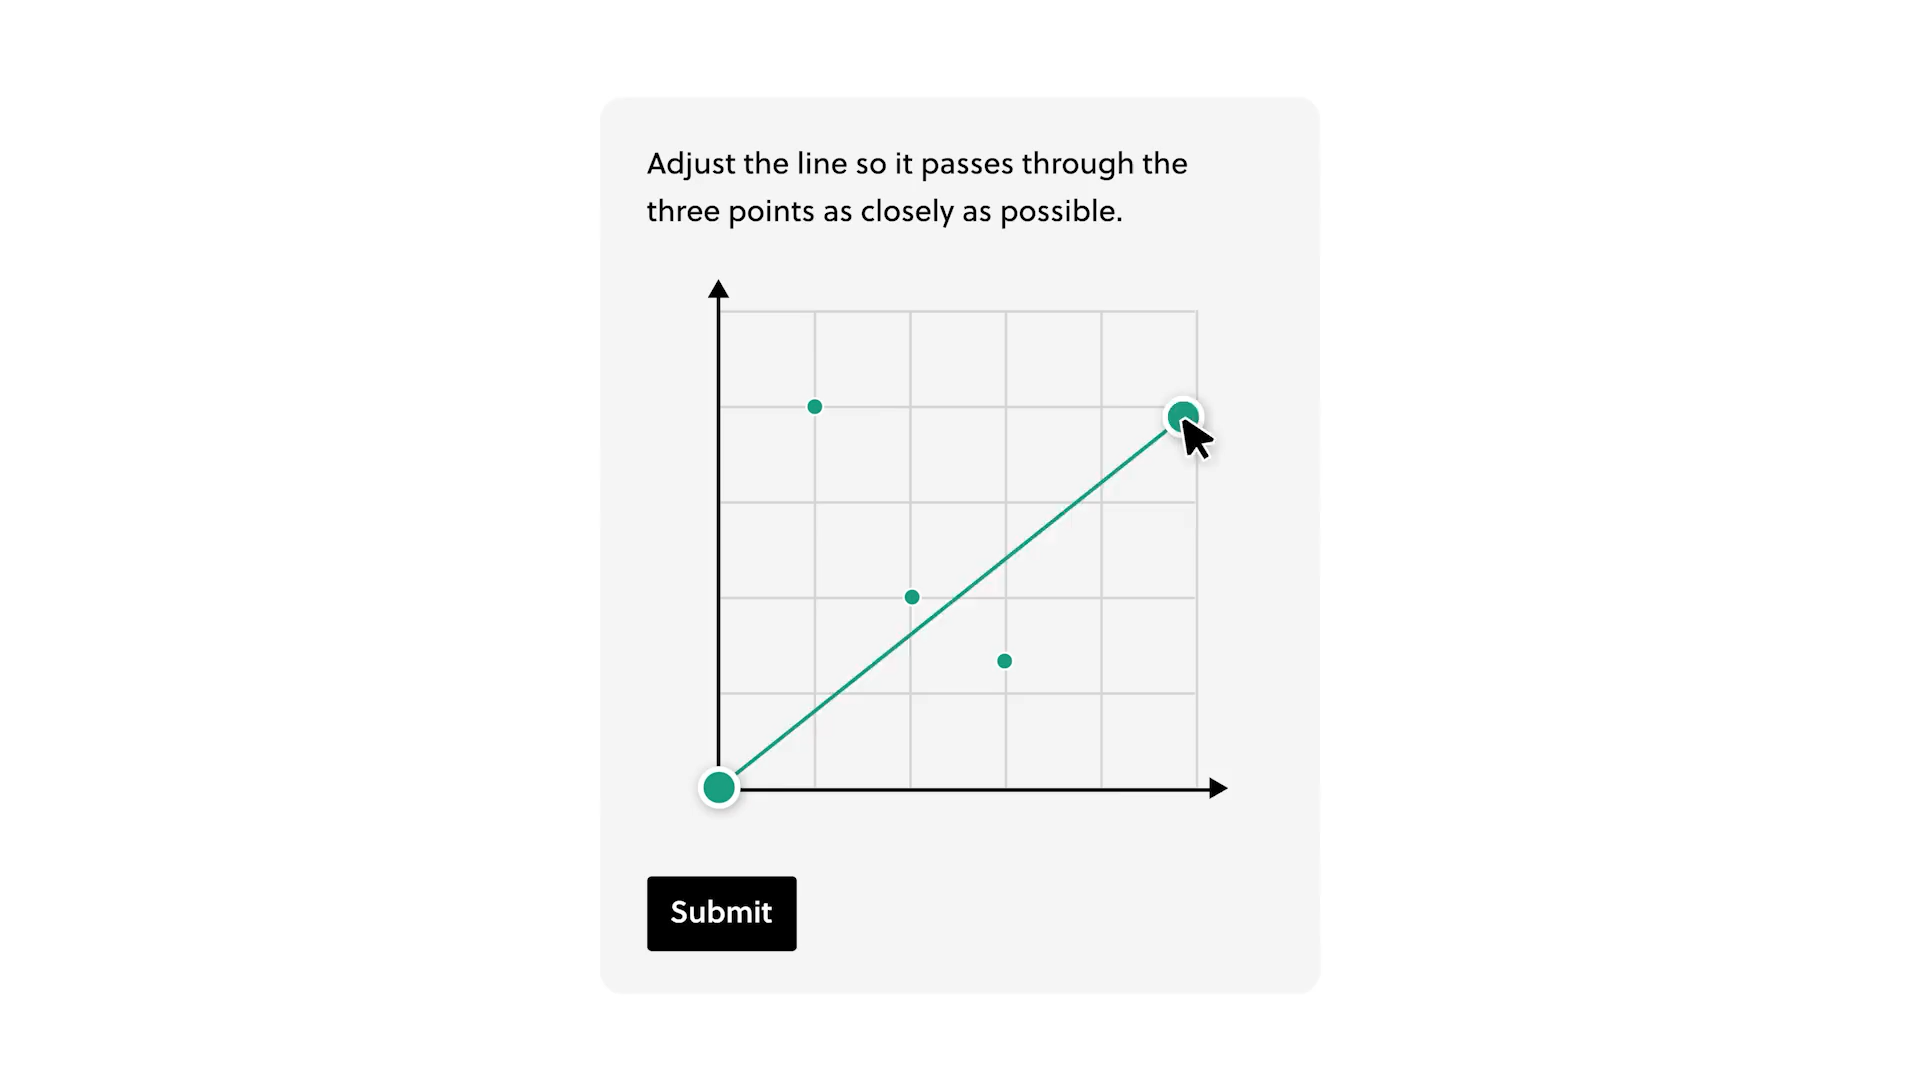 Adjust the line so it passes through the
three points as closely as possible.
Submit